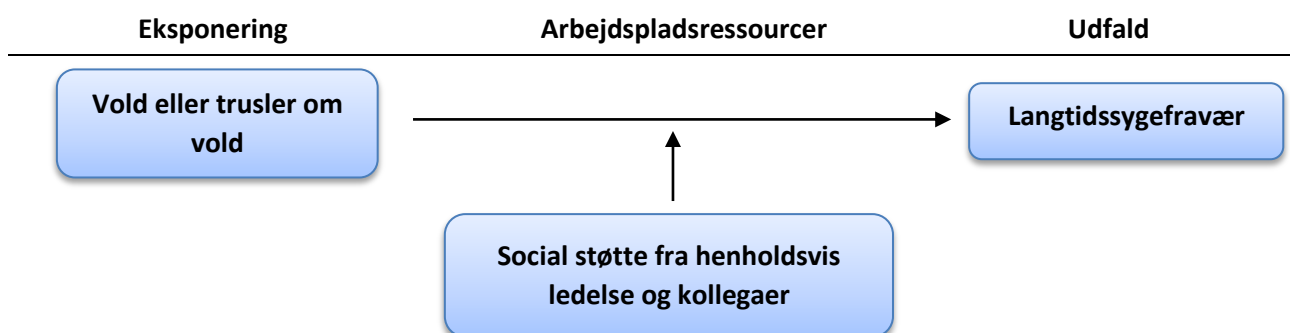 Eksponering
Arbejdspladsressourcer
Udfald
Vold eller trusler om
vold
Langtidssygefravær
Social støtte fra henholdsvis
ledelse og kollegaer